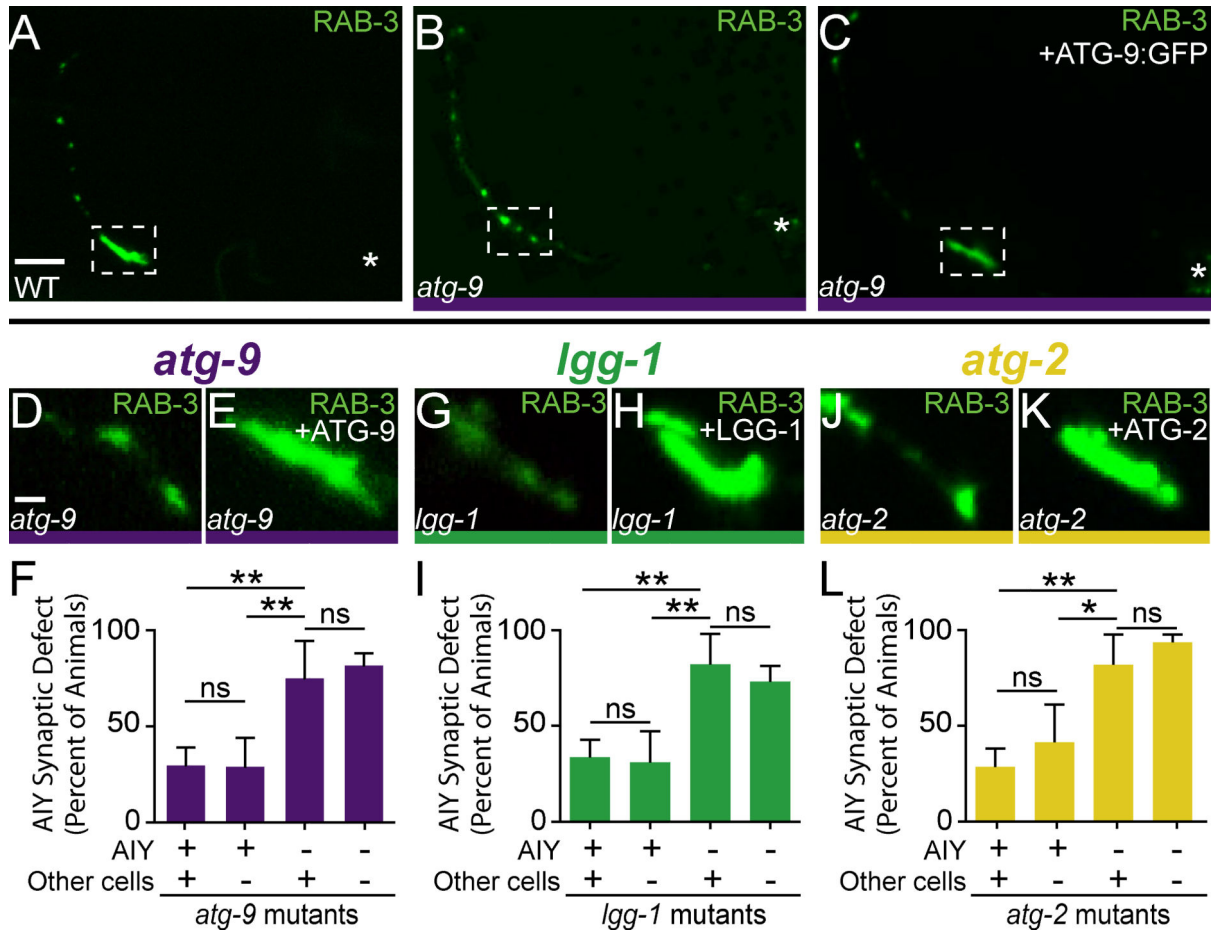 A RAB-3
WT *
B RAB-3
atg-9 *
C RAB-3
+ATG-9:GFP
atg-9 *
atg-9
lgg-1
atg-2
D RAB-3
atg-9
E RAB-3
+ATG-9
atg-9
G RAB-3
lgg-1
H RAB-3
+LGG-1
lgg-1
J RAB-3
atg-2
K RAB-3
+ATG-2
atg-2
F
AIY Synaptic Defect
(Percent of Animals)
100
50
0
**
**
ns
ns
AIY + + - -
Other cells + - + -
atg-9 mutants
I
AIY Synaptic Defect
(Percent of Animals)
100
50
0
**
**
ns
ns
AIY + + - -
Other cells + - + -
lgg-1 mutants
L
AIY Synaptic Defect
(Percent of Animals)
100
50
0
**
*
ns
ns
AIY + + - -
Other cells + - + -
atg-2 mutants